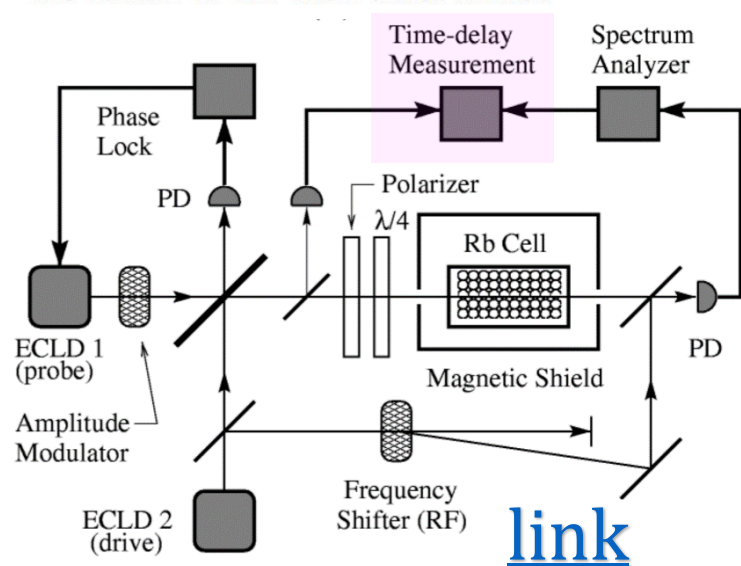 Time-delay
Measurement
Spectrum
Analyzer
Phase
Lock
PD
Polarizer
λ/4
Rb Cell
ECLD 1
(probe)
PD
Magnetic Shield
Amplitude
Modulator
Frequency
Shifter (RF)
ECLD 2
(drive)
link